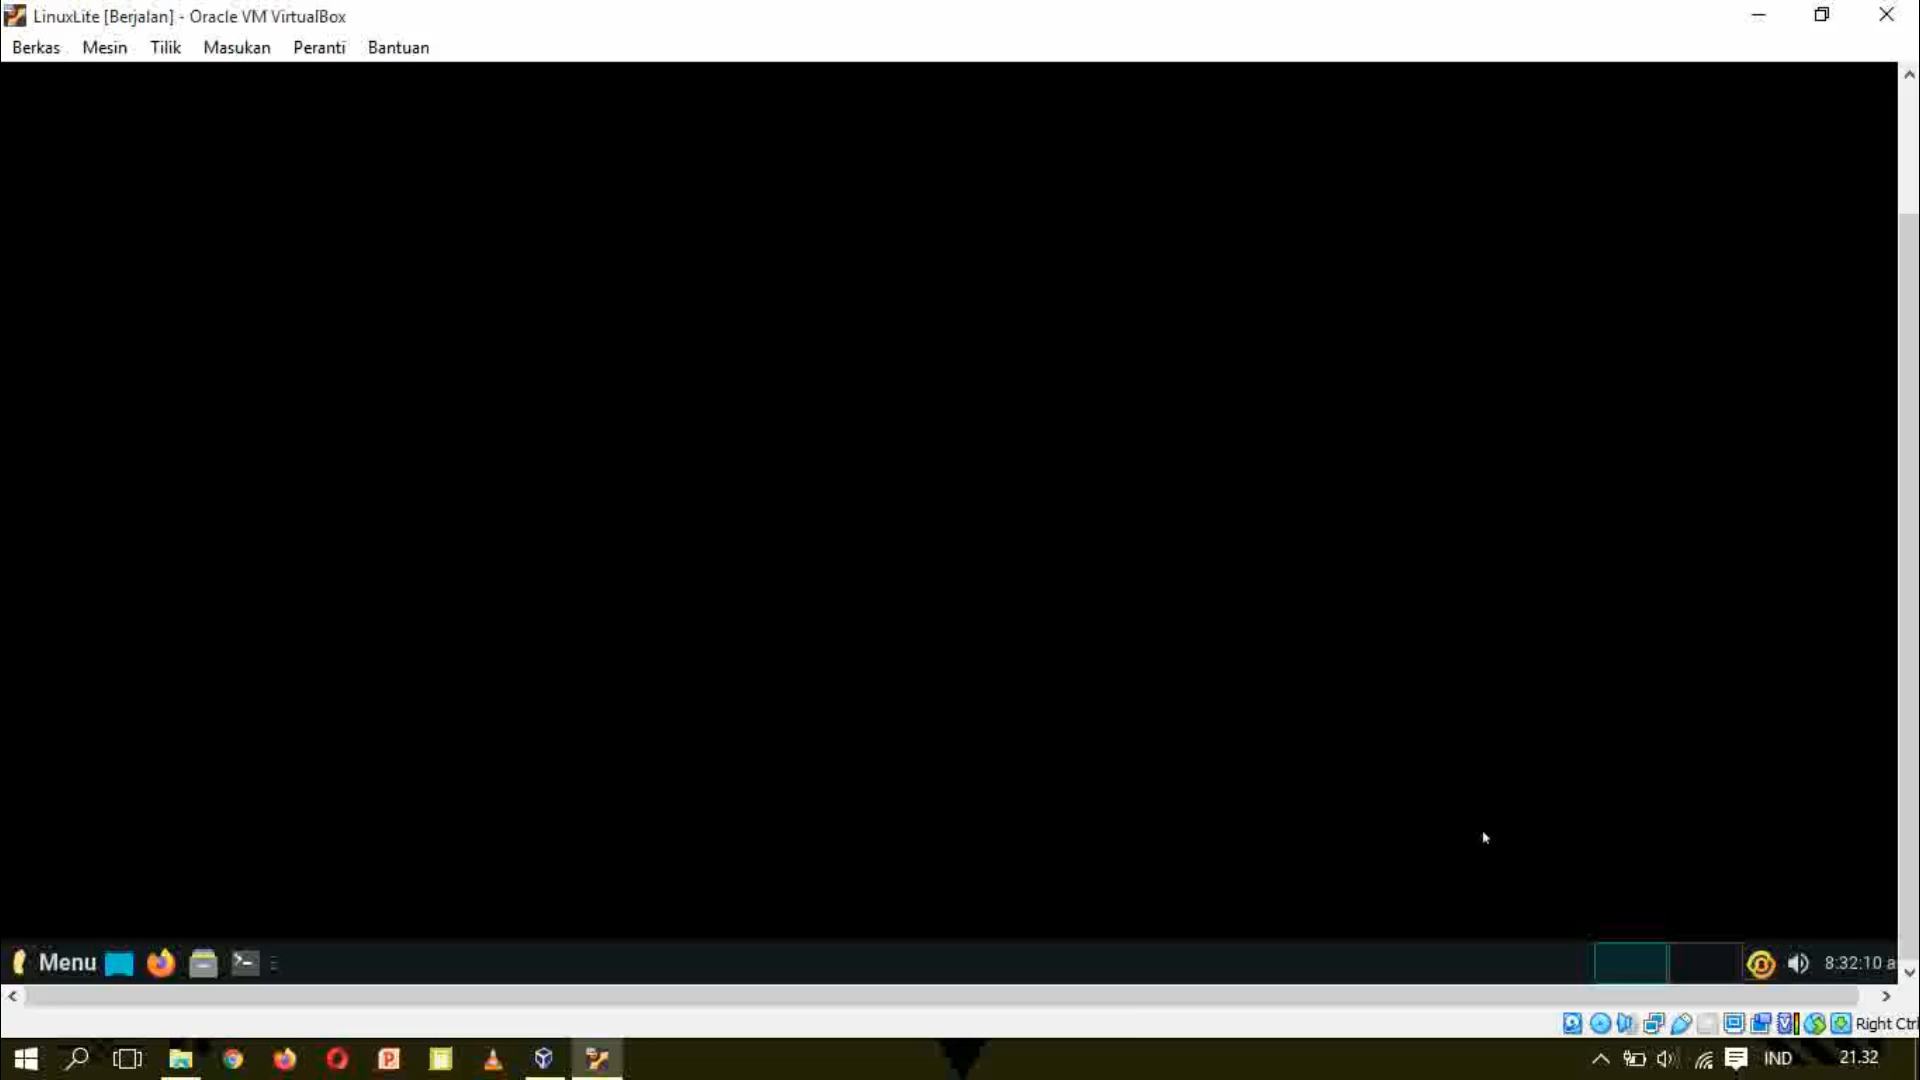 LinuxLite [Berjalan] - Oracle VM VirtualBox
Berkas Mesin Tilik Masukan Peranti Bantuan
Menu 8:32:10 a
Right Ctrl
IND 21.32